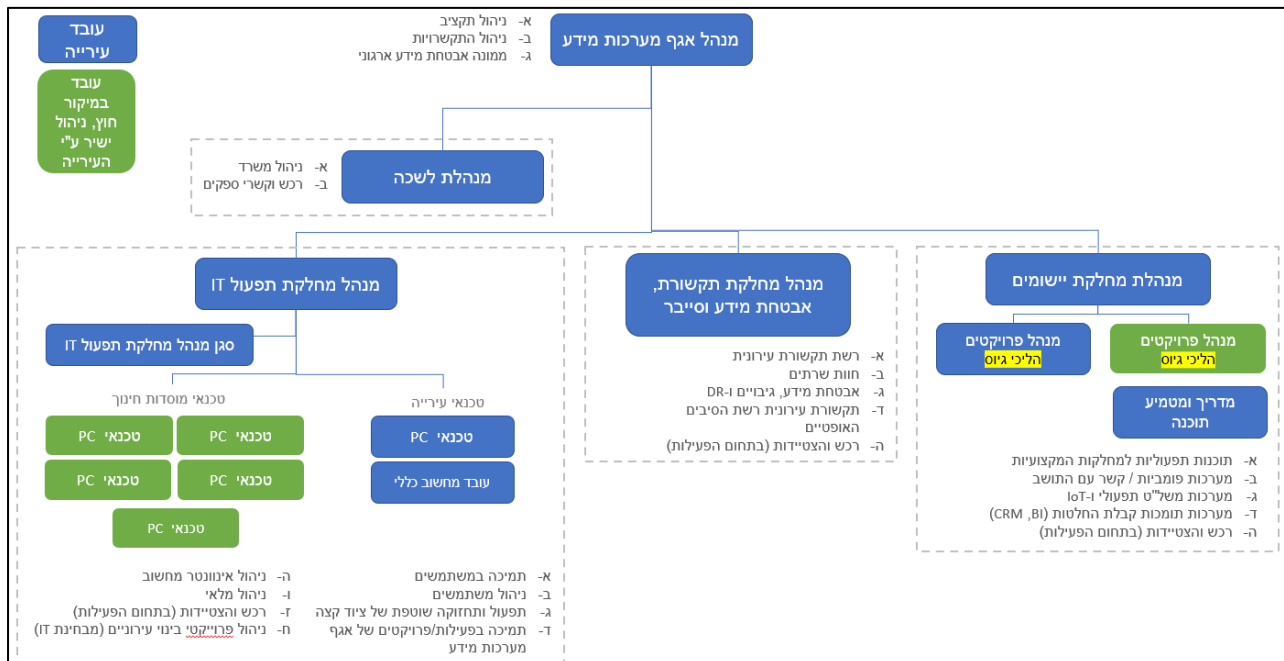 עובד
עירייה
עובד
במיקור
חוץ, ניהול
ישיר ע"י
העירייה
מנהל אגף מערכות מידע
א- ניהול תקציב
ב- ניהול התקשרויות
ג- ממונה אבטחת מידע ארגוני
מנהלת לשכה
א- ניהול משרד
ב- רכש וקשרי ספקים
מנהלת מחלקת יישומים
מנהל פרויקטים
הליכי גיוס
מנהל פרויקטים
הליכי גיוס
מדריך ומטמיע
תוכנה
א- תוכנות תפעוליות למחלקות המקצועיות
ב- מערכות פומביות / קשר עם התושב
ג- מערכות משל"ט תפעולי ו-IoT
ד- מערכות תומכות קבלת החלטות (CRM ,BI)
ה- רכש והצטיידות (בתחום הפעילות)
מנהל מחלקת תקשורת,
אבטחת מידע וסייבר
א- רשת תקשורת עירונית
ב- חוות שרתים
ג- אבטחת מידע, גיבויים ו-DR
ד- תקשורת עירונית רשת הסיבים
האופטיים
ה- רכש והצטיידות (בתחום הפעילות)
מנהל מחלקת תפעול IT
סגן מנהל מחלקת תפעול IT
טכנאי עירייה
טכנאי PC
עובד מחשוב כללי
טכנאי מוסדות חינוך
טכנאי PC
טכנאי PC
טכנאי PC
טכנאי PC
טכנאי PC
א- תמיכה במשתמשים
ב- ניהול משתמשים
ג- תפעול ותחזוקה שוטפת של ציוד קצה
ד- תמיכה בפעילות/פרויקטים של אגף
מערכות מידע
ה- ניהול אינוונטר מחשוב
ו- ניהול מלאי
ז- רכש והצטיידות (בתחום הפעילות)
ח- ניהול פרוייקטי בינוי עירוניים (מבחינת IT)